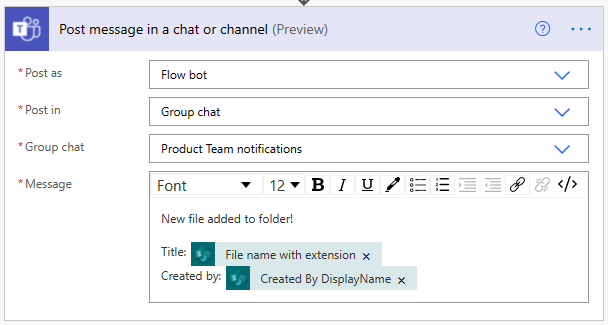 Post message in a chat or channel (Preview)
* Post as
Flow bot
* Post in
Group chat
* Group chat
Product Team notifications
* Message
Font 12 B I U </>
New file added to folder!
Title: File name with extension ×
Created by: Created By DisplayName ×